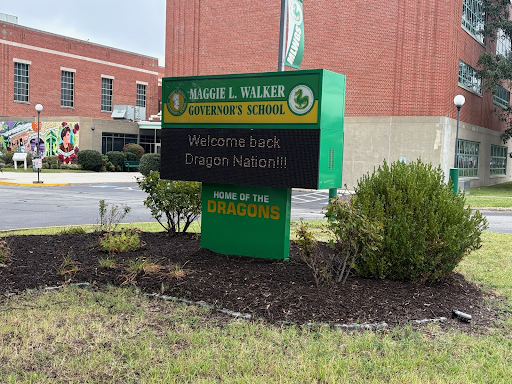 MAGGIE L. WALKER
GOVERNOR'S SCHOOL
Welcome back
Dragon Nation!!!
HOME OF THE
DRAGONS